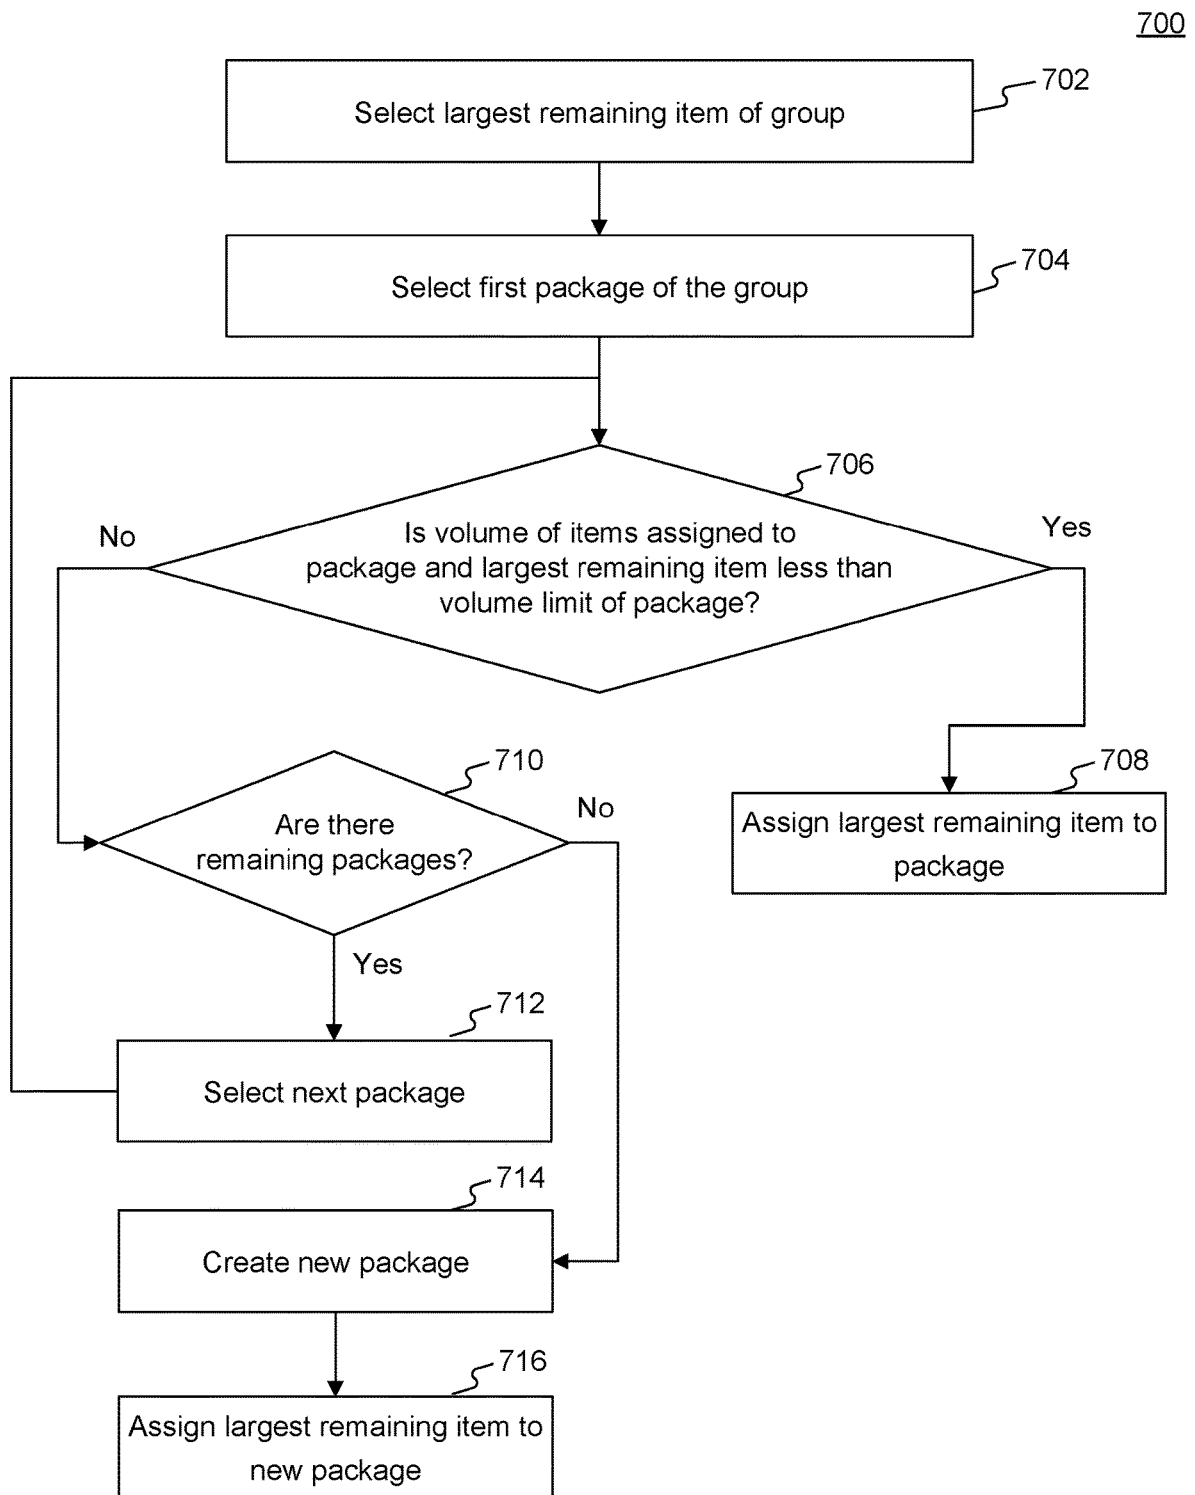 700
702
Select largest remaining item of group
704
Select first package of the group
706
No
Is volume of items assigned to
package and largest remaining item less than
volume limit of package?
Yes
710
Are there
remaining packages?
No
708
Assign largest remaining item to
package
Yes
712
Select next package
714
Create new package
716
Assign largest remaining item to
new package